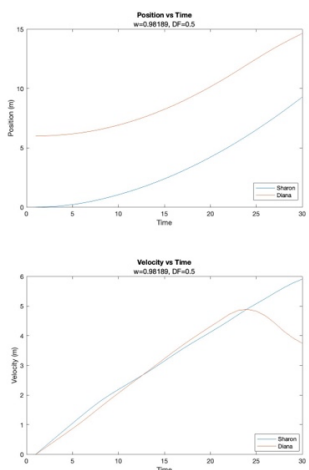 Position vs Time
w=0.98189, DF=0.5
15
10
5
0
Position (m)
0 5 10 15 20 25 30
Time
Sharon
Diana
Velocity vs Time
w=0.98189, DF=0.5
6
5
4
3
2
1
0
Velocity (m)
0 5 10 15 20 25 30
Time
Sharon
Diana